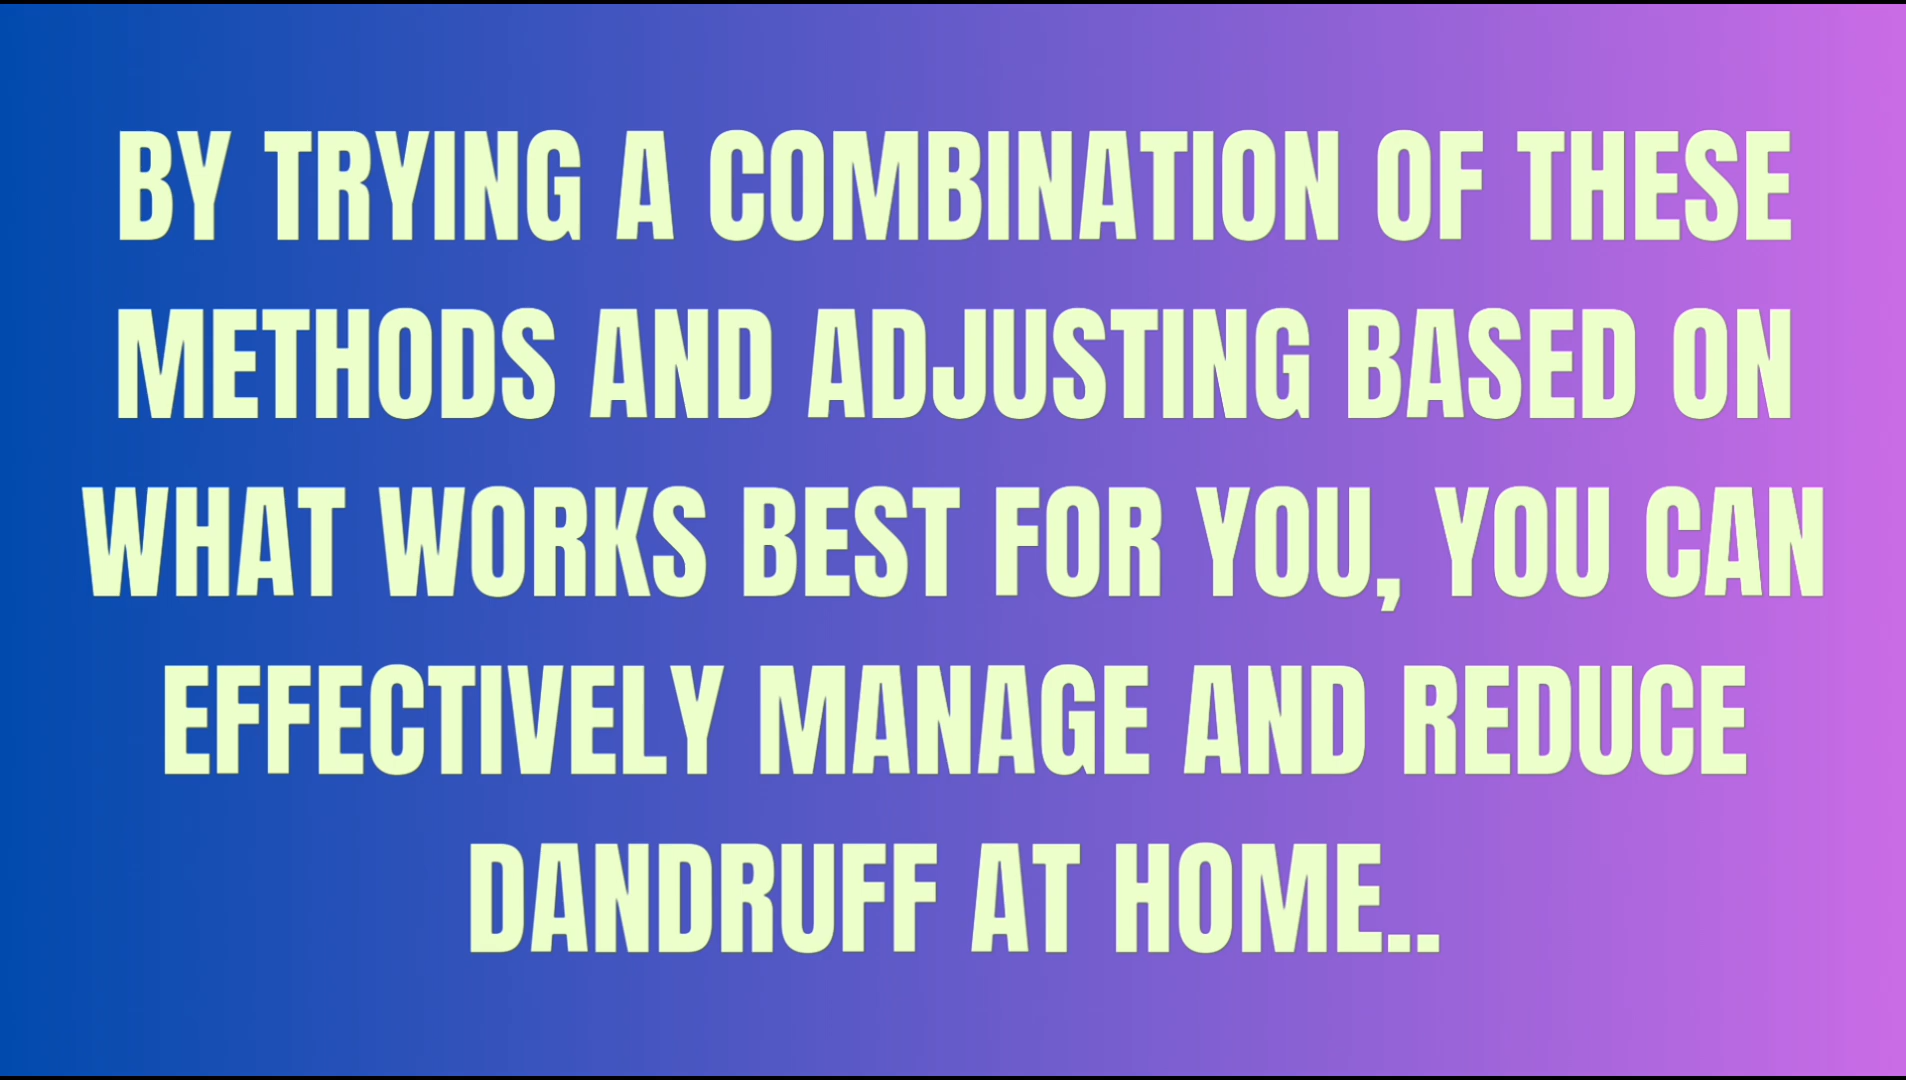 BY TRYING A COMBINATION OF THESE
METHODS AND ADJUSTING BASED ON
WHAT WORKS BEST FOR YOU, YOU CAN
EFFECTIVELY MANAGE AND REDUCE
DANDRUFF AT HOME..